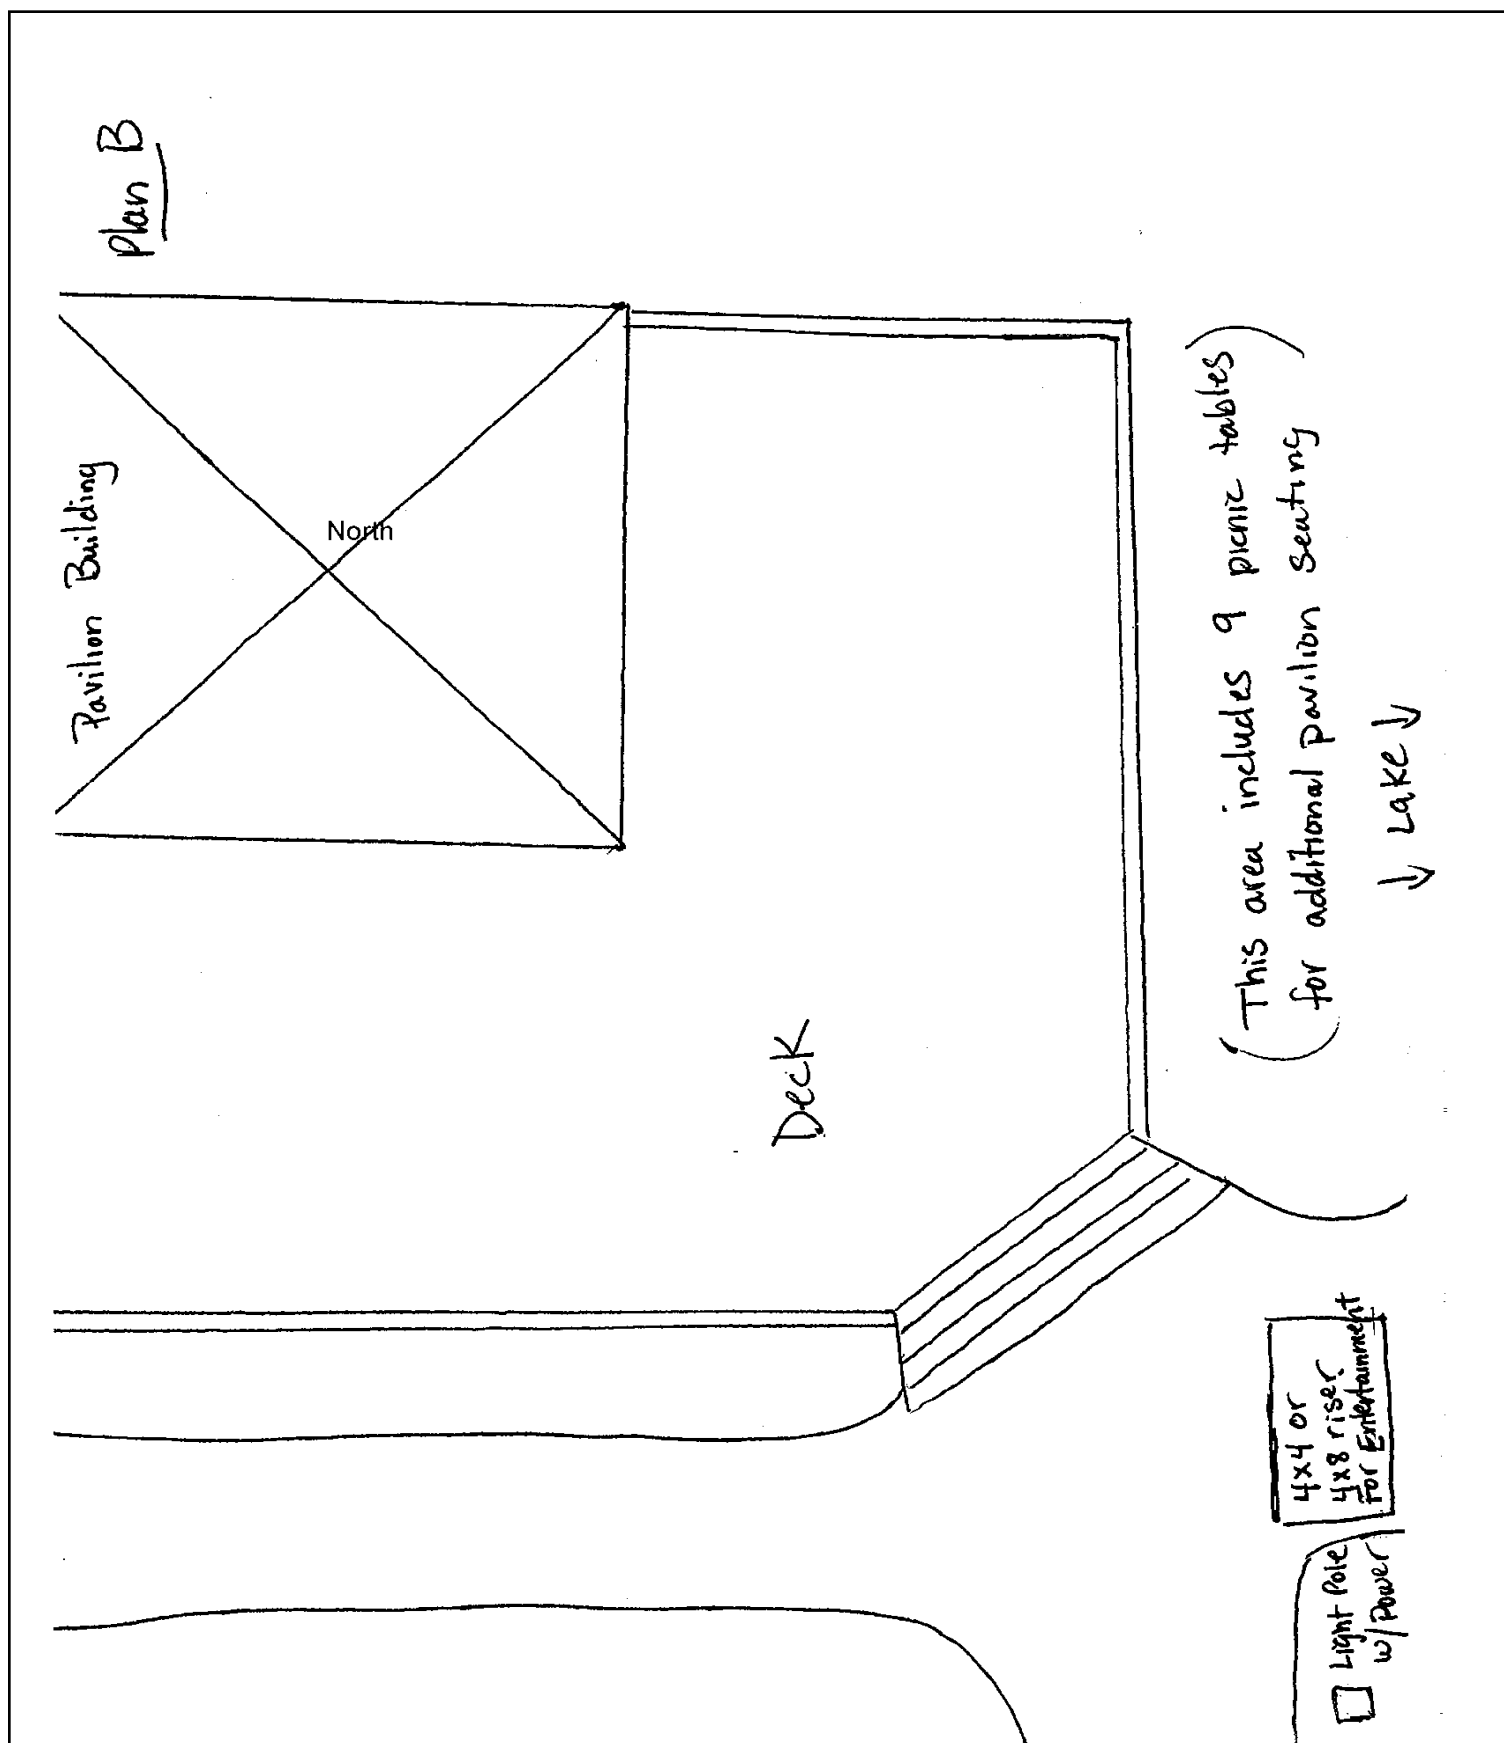 Plan B
Pavilion Building
North
Deck
(This area includes 9 picnic tables)
(for additional pavilion seating
↓ Lake ↓
4x4 or
4x8 riser
For Entertainment
Light Pole
w/Power